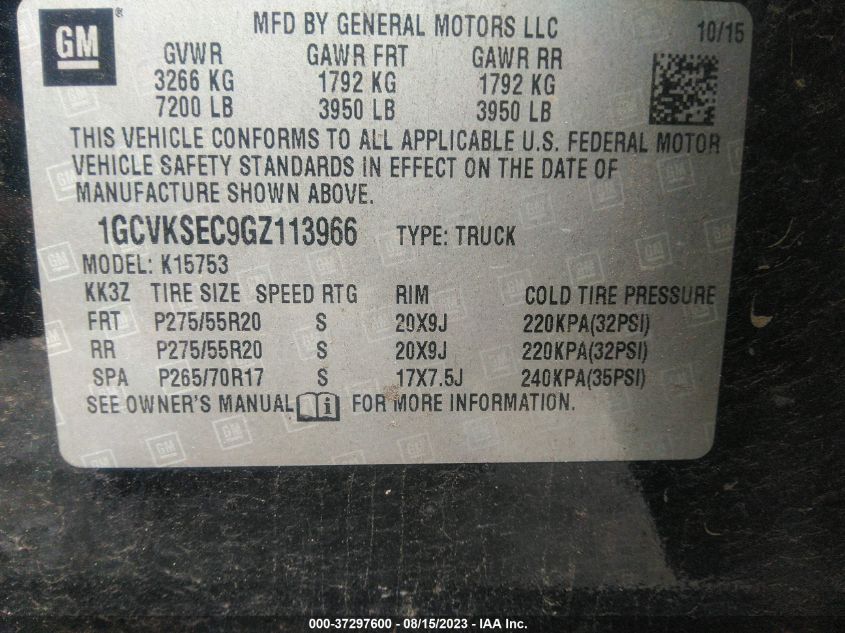 GM ®
MFD BY GENERAL MOTORS LLC 10/15
GVWR GAWR FRT GAWR RR
3266 KG 1792 KG 1792 KG
7200 LB 3950 LB 3950 LB
THIS VEHICLE CONFORMS TO ALL APPLICABLE U.S. FEDERAL MOTOR
VEHICLE SAFETY STANDARDS IN EFFECT ON THE DATE OF
MANUFACTURE SHOWN ABOVE.
1GCVKSEC9GZ113966 TYPE: TRUCK
MODEL: K15753
KK3Z TIRE SIZE SPEED RTG RIM COLD TIRE PRESSURE
FRT P275/55R20 S 20X9J 220KPA(32PSI)
RR P275/55R20 S 20X9J 220KPA(32PSI)
SPA P265/70R17 S 17X7.5J 240KPA(35PSI)
SEE OWNER'S MANUAL i FOR MORE INFORMATION.
000-37297600 - 08/15/2023 - IAA Inc.